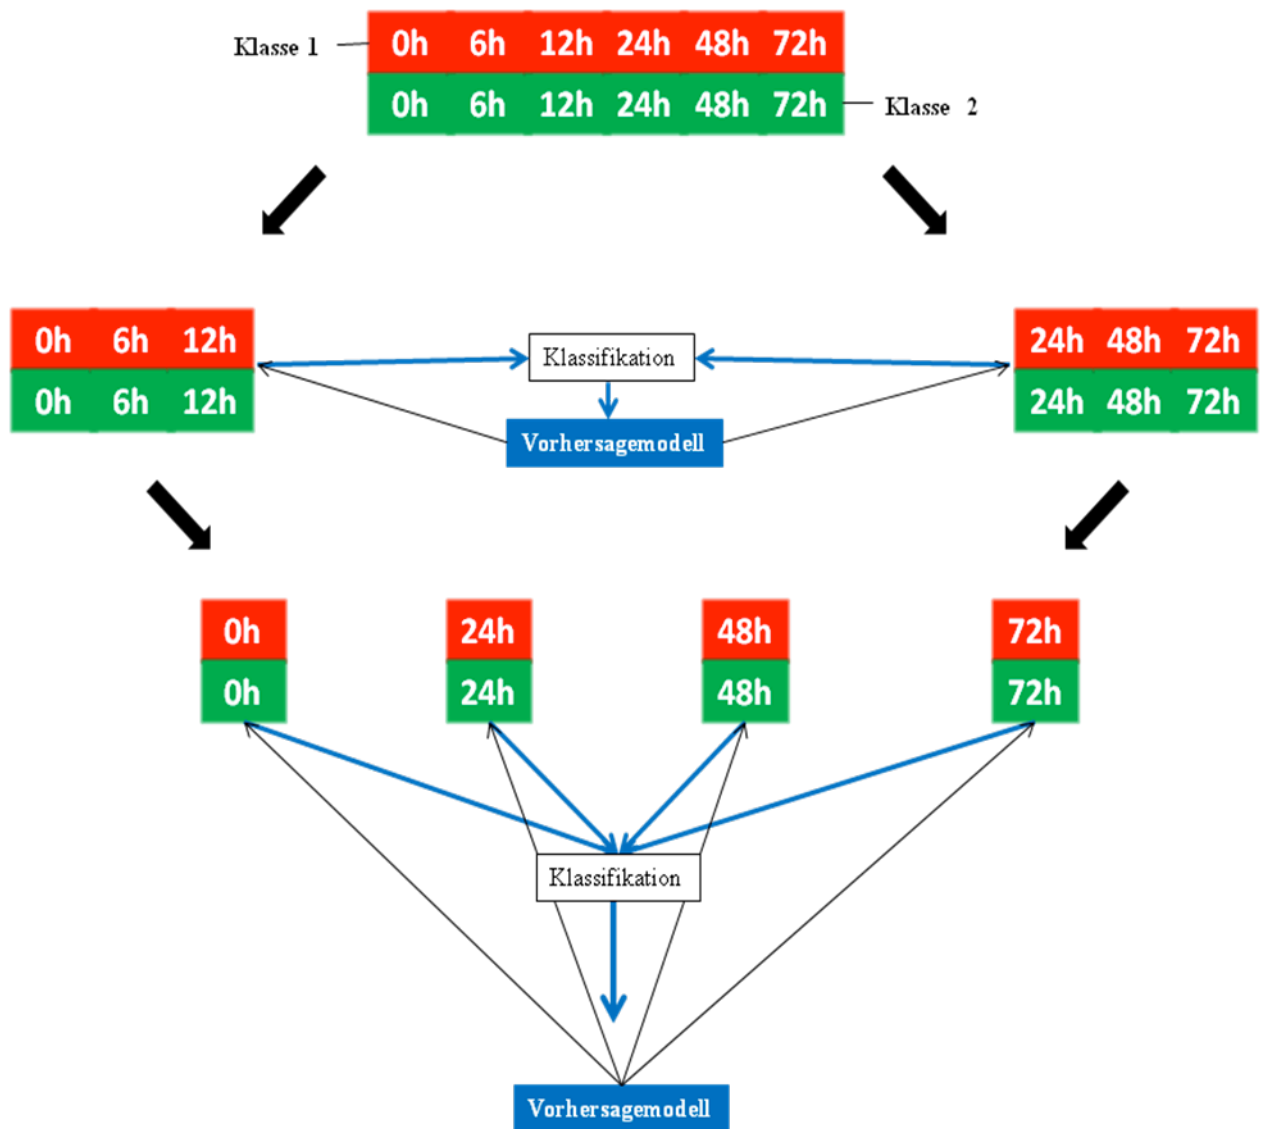 Klasse 1
0h 6h 12h 24h 48h 72h
0h 6h 12h 24h 48h 72h
Klasse 2
0h 6h 12h
0h 6h 12h
Klassifikation
Vorhersagemodell
24h 48h 72h
24h 48h 72h
0h 24h 48h 72h
0h 24h 48h 72h
Klassifikation
Vorhersagemodell